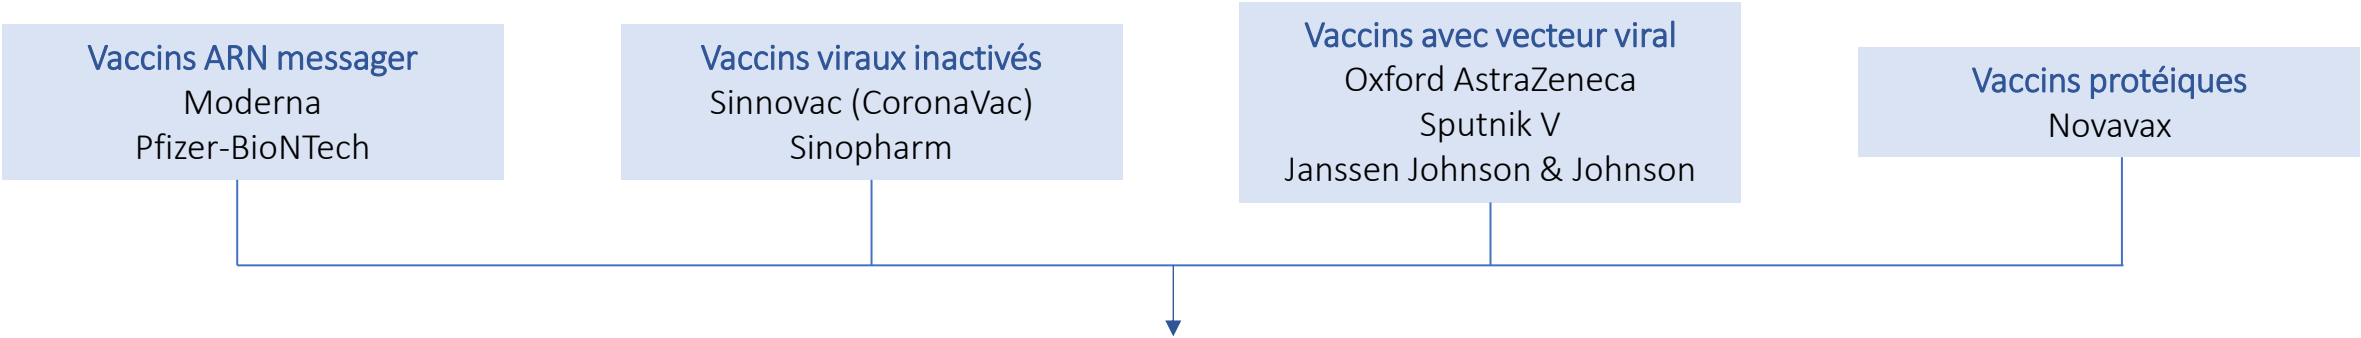 Vaccins ARN messager
Moderna
Pfizer-BioNTech
Vaccins viraux inactivés
Sinnovac (CoronaVac)
Sinopharm
Vaccins avec vecteur viral
Oxford AstraZeneca
Sputnik V
Janssen Johnson & Johnson
Vaccins protéiques
Novavax